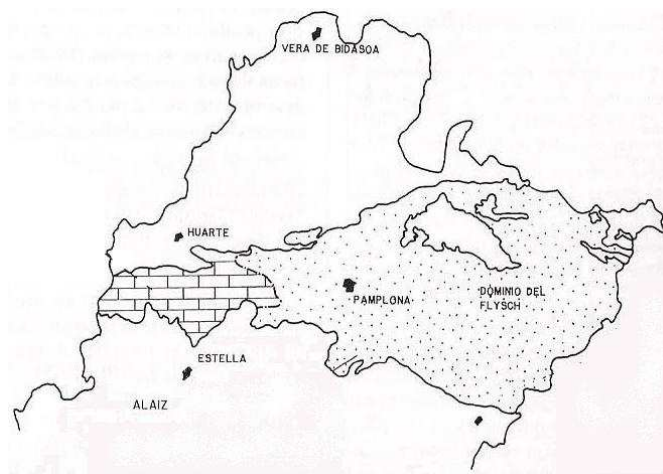 VERA DE BIDASOA
HUARTE
PAMPLONA
DOMINIO DEL
FLYSCH
ESTELLA
ALAIZ